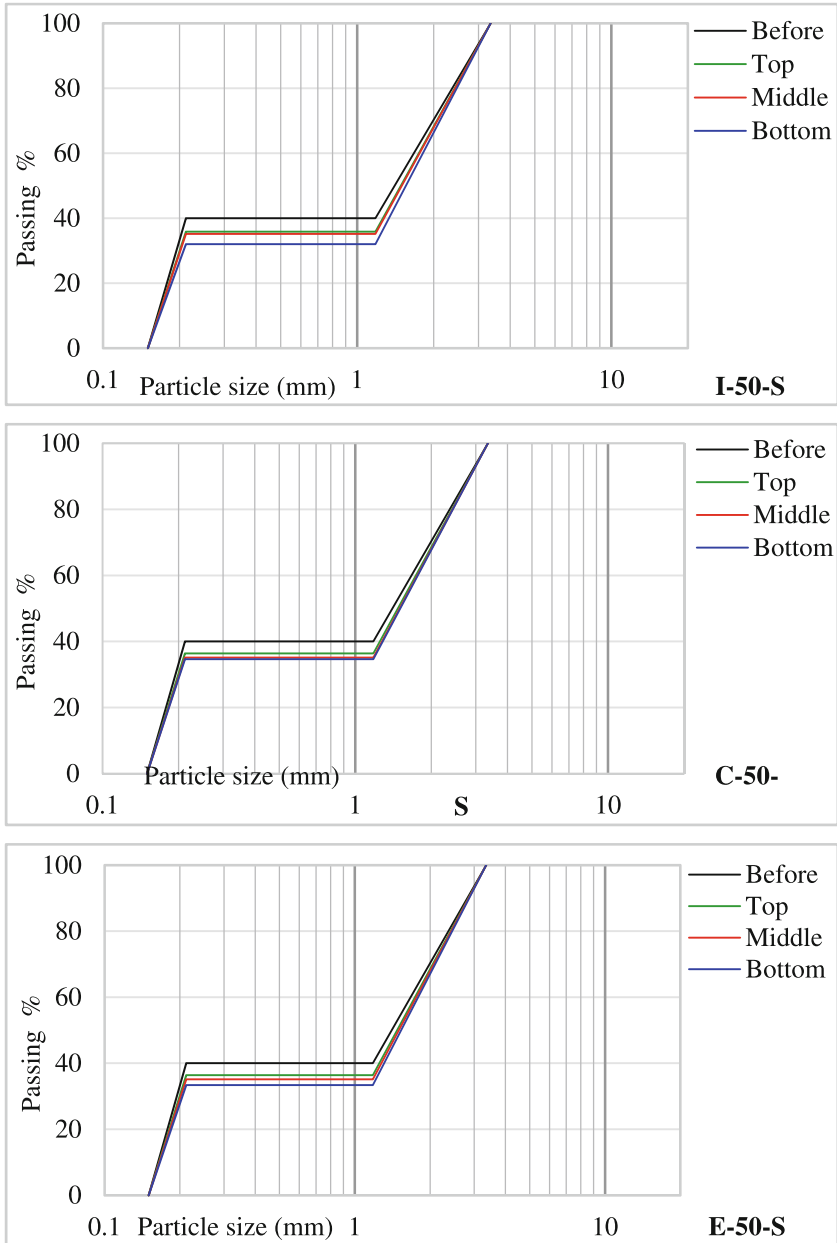 100
80
60
40
20
0
Passing %
0.1 Particle size (mm) 1 10 I-50-S
Before
Top
Middle
Bottom
100
80
60
40
20
0
Passing %
Particle size (mm) C-50-
0.1 1 S 10
Before
Top
Middle
Bottom
100
80
60
40
20
0
Passing %
0.1 Particle size (mm) 1 10 E-50-S
Before
Top
Middle
Bottom